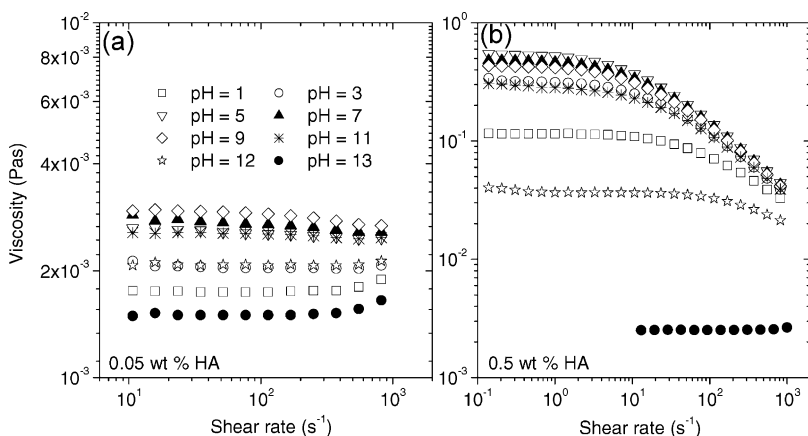 (a)
10⁻²
8x10⁻³
6x10⁻³
4x10⁻³
2x10⁻³
10⁻³
Viscosity (Pas)
pH = 1
pH = 3
pH = 5
pH = 7
pH = 9
pH = 11
pH = 12
pH = 13
0.05 wt % HA
10¹
10²
10³
Shear rate (s⁻¹)
(b)
10⁰
10⁻¹
10⁻²
10⁻³
0.5 wt % HA
10⁻¹
10⁰
10¹
10²
10³
Shear rate (s⁻¹)